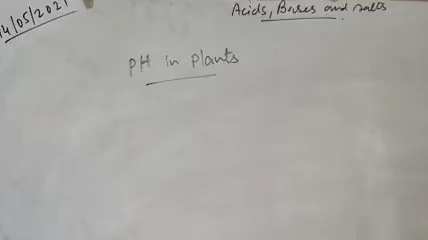 14/05/2021
Acids, Bases and salts
pH in Plants